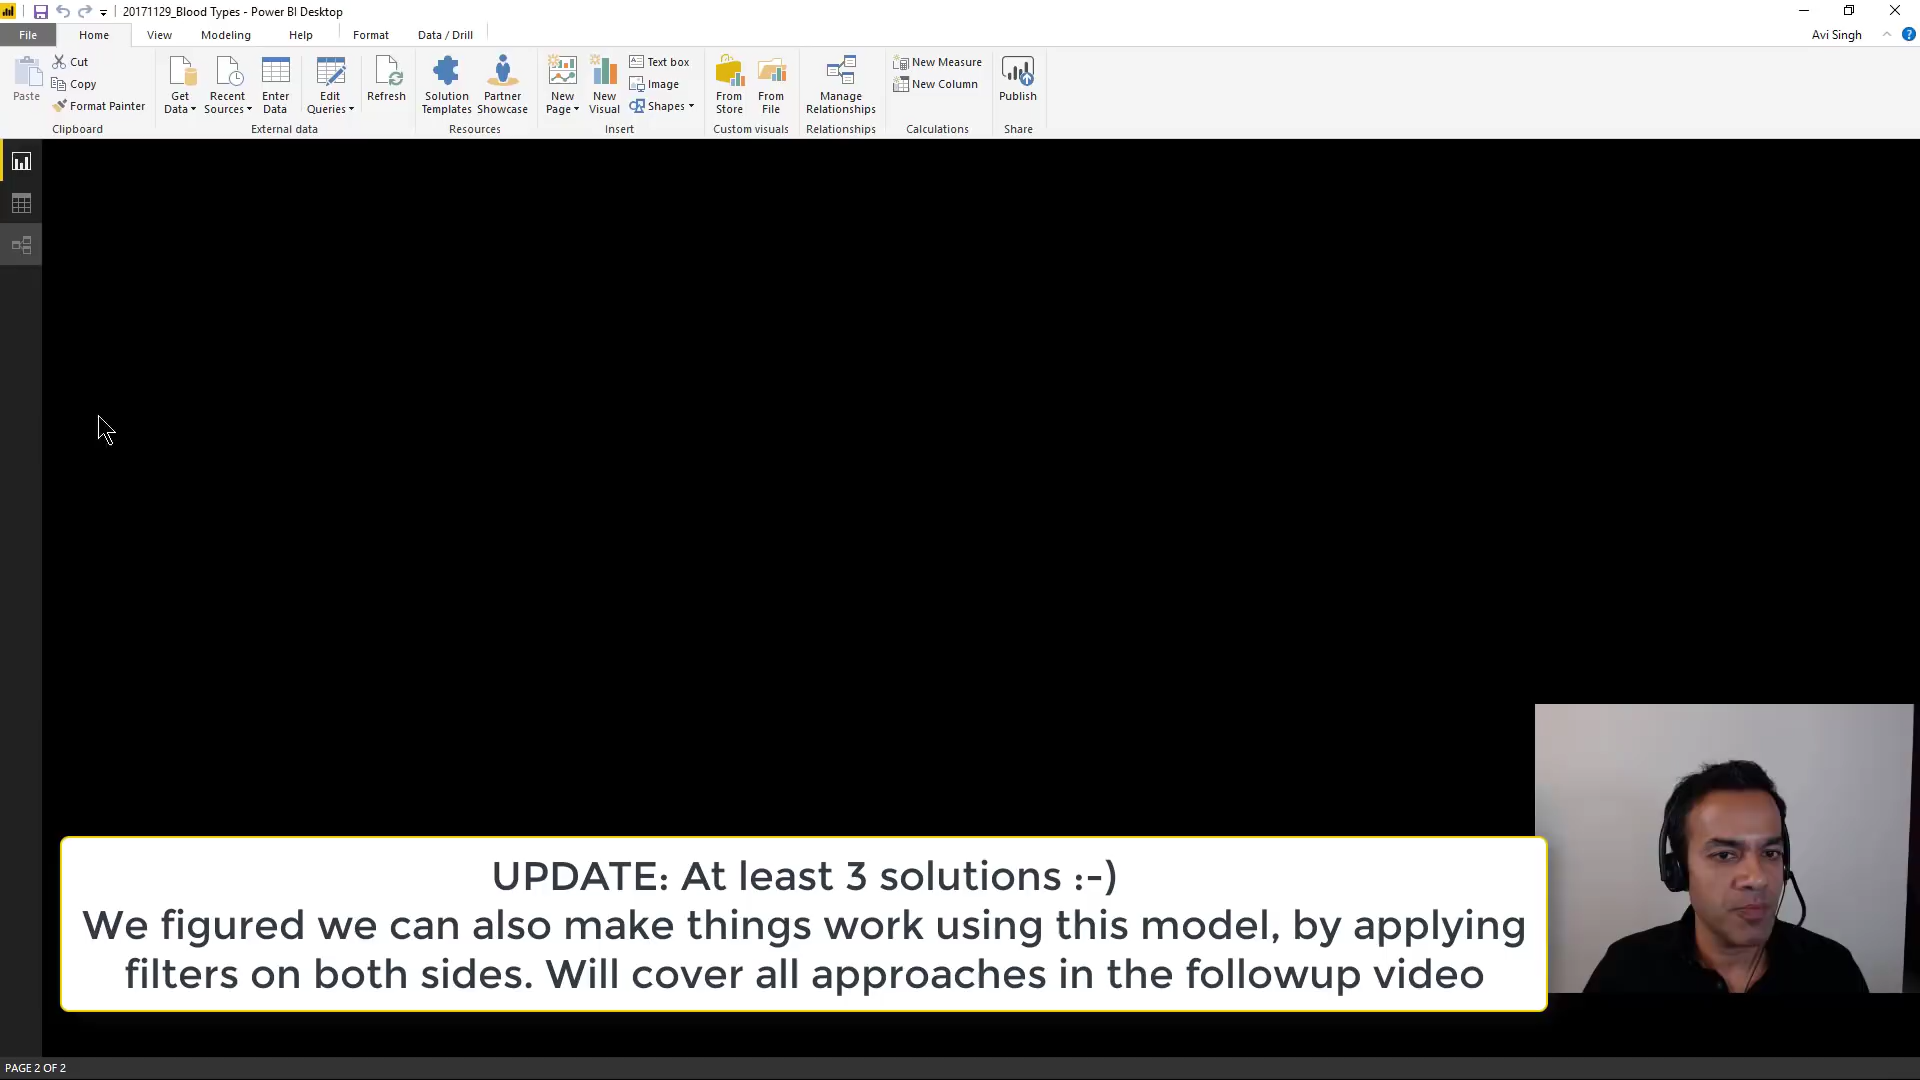 20171129_Blood Types - Power BI Desktop
File Home View Modeling Help Format Data / Drill Avi Singh ?
Paste Cut Copy Format Painter
Get Data Recent Sources Enter Data Edit Queries Refresh
Solution Templates Partner Showcase
New Page New Visual Text box Image Shapes
From Store From File
Manage Relationships
New Measure New Column
Publish
Clipboard External data Resources Insert Custom visuals Relationships Calculations Share
UPDATE: At least 3 solutions :-)
We figured we can also make things work using this model, by applying
filters on both sides. Will cover all approaches in the followup video
PAGE 2 OF 2